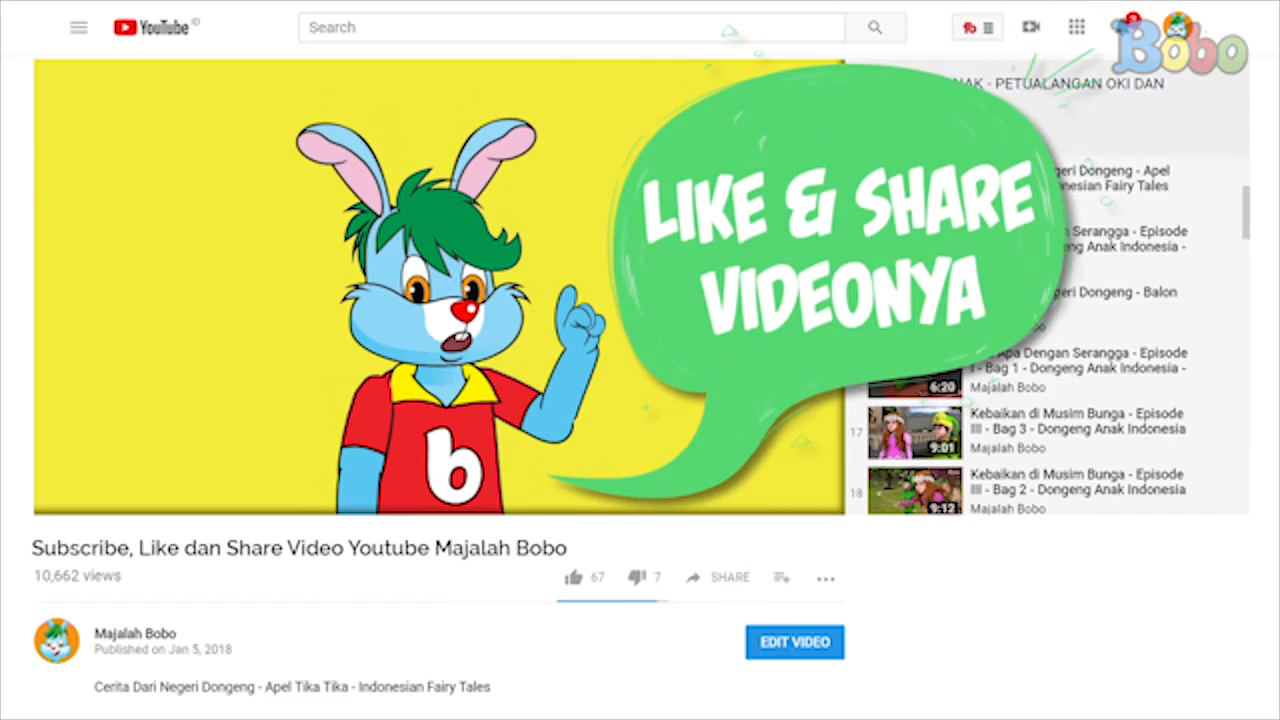 YouTube ID
Search
Bobo
NAK - PETUALANGAN OKI DAN
LIKE & SHARE
VIDEONYA
geri Dongeng - Apel
nesian Fairy Tales
Serangga - Episode
ng Anak Indonesia -
geri Dongeng - Balon
Apa Dengan Serangga - Episode
I - Bag 1 - Dongeng Anak Indonesia -
6:20
Majalah Bobo
17
9:01
Kebaikan di Musim Bunga - Episode
III - Bag 3 - Dongeng Anak Indonesia
Majalah Bobo
18
9:12
Kebaikan di Musim Bunga - Episode
III - Bag 2 - Dongeng Anak Indonesia
Majalah Bobo
b
Subscribe, Like dan Share Video Youtube Majalah Bobo
10,662 views
67
7
SHARE
Majalah Bobo
Published on Jan 5, 2018
EDIT VIDEO
Cerita Dari Negeri Dongeng - Apel Tika Tika - Indonesian Fairy Tales